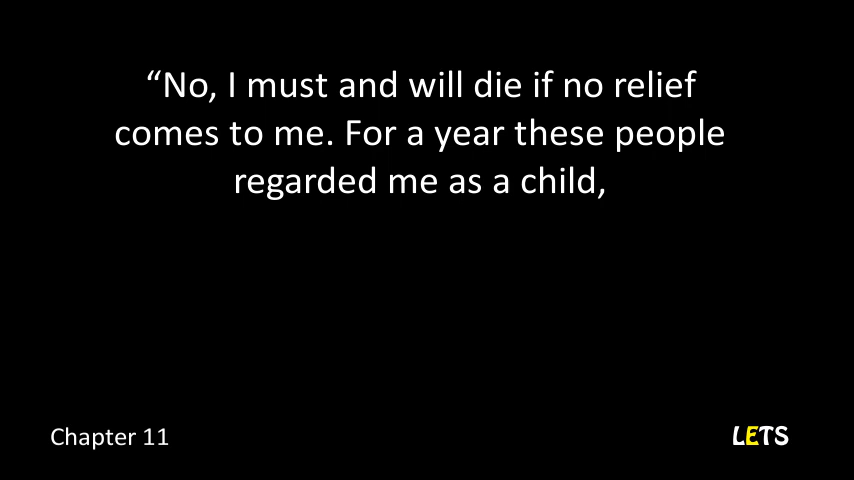 “No, I must and will die if no relief
comes to me. For a year these people
regarded me as a child,
Chapter 11
LETS